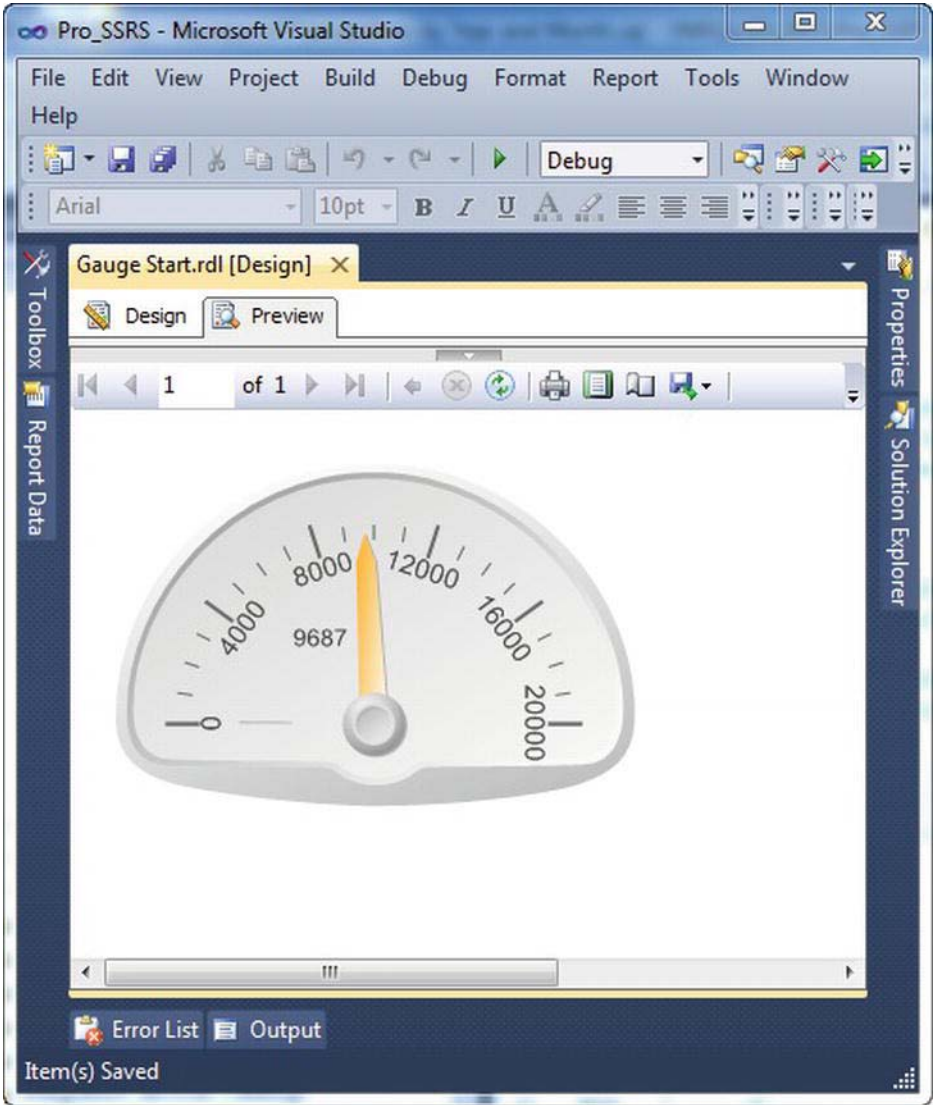 Pro_SSRS - Microsoft Visual Studio
File Edit View Project Build Debug Format Report Tools Window
Help
Debug
Arial 10pt B I U A
Gauge Start.rdl [Design]
Design Preview
1 of 1
Toolbox
Report Data
Properties
Solution Explorer
0
4000
8000
12000
16000
20000
9687
Error List Output
Item(s) Saved